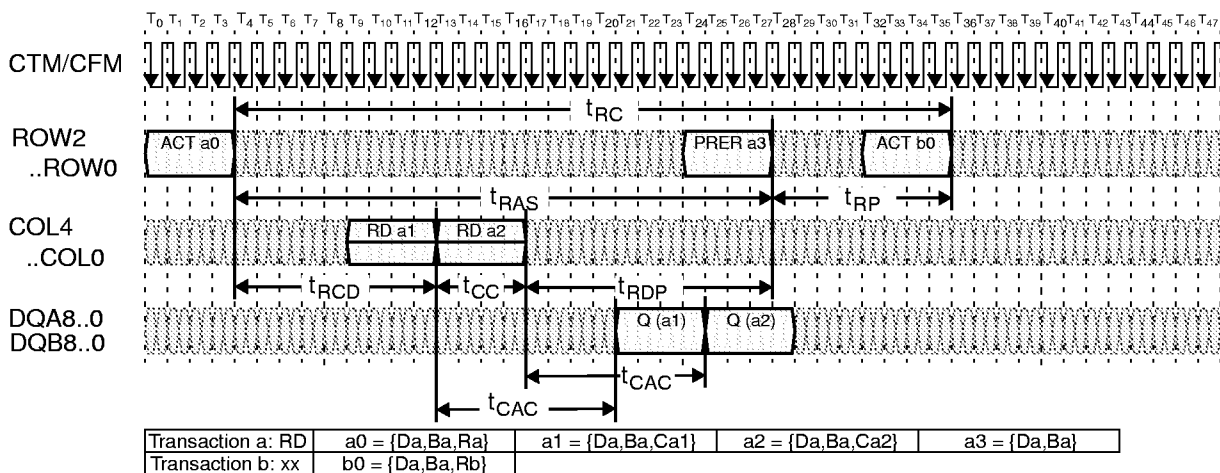 T0 T1 T2 T3 T4 T5 T6 T7 T8 T9 T10 T11 T12 T13 T14 T15 T16 T17 T18 T19 T20 T21 T22 T23 T24 T25 T26 T27 T28 T29 T30 T31 T32 T33 T34 T35 T36 T37 T38 T39 T40 T41 T42 T43 T44 T45 T46 T47
CTM/CFM
tRC
ROW2
..ROW0
ACT a0 PRER a3 ACT b0
tRAS tRP
COL4
..COL0
RD a1 RD a2
tRCD tCC tRDP
DQA8..0
DQB8..0
Q (a1) Q (a2)
tCAC
tCAC
Transaction a: RD a0 = {Da,Ba,Ra} a1 = {Da,Ba,Ca1} a2 = {Da,Ba,Ca2} a3 = {Da,Ba}
Transaction b: xx b0 = {Da,Ba,Rb}